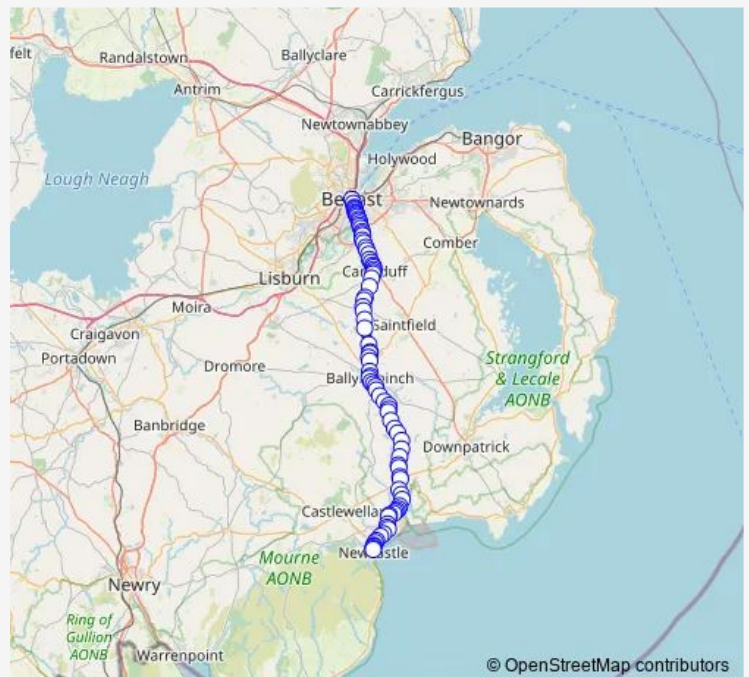 felt
Randalstown
Ballyclare
Antrim
Carrickfergus
Newtownabbey
Bangor
Holywood
Lough Neagh
Newtownards
Comber
Lisburn
Moira
Saintfield
Craigavon
Portadown
Dromore
Strangford
& Lecale
AONB
Banbridge
Downpatrick
Mourne
AONB
Newry
Ring of
Gullion
AONB
Warrenpoint
© OpenStreetMap contributors